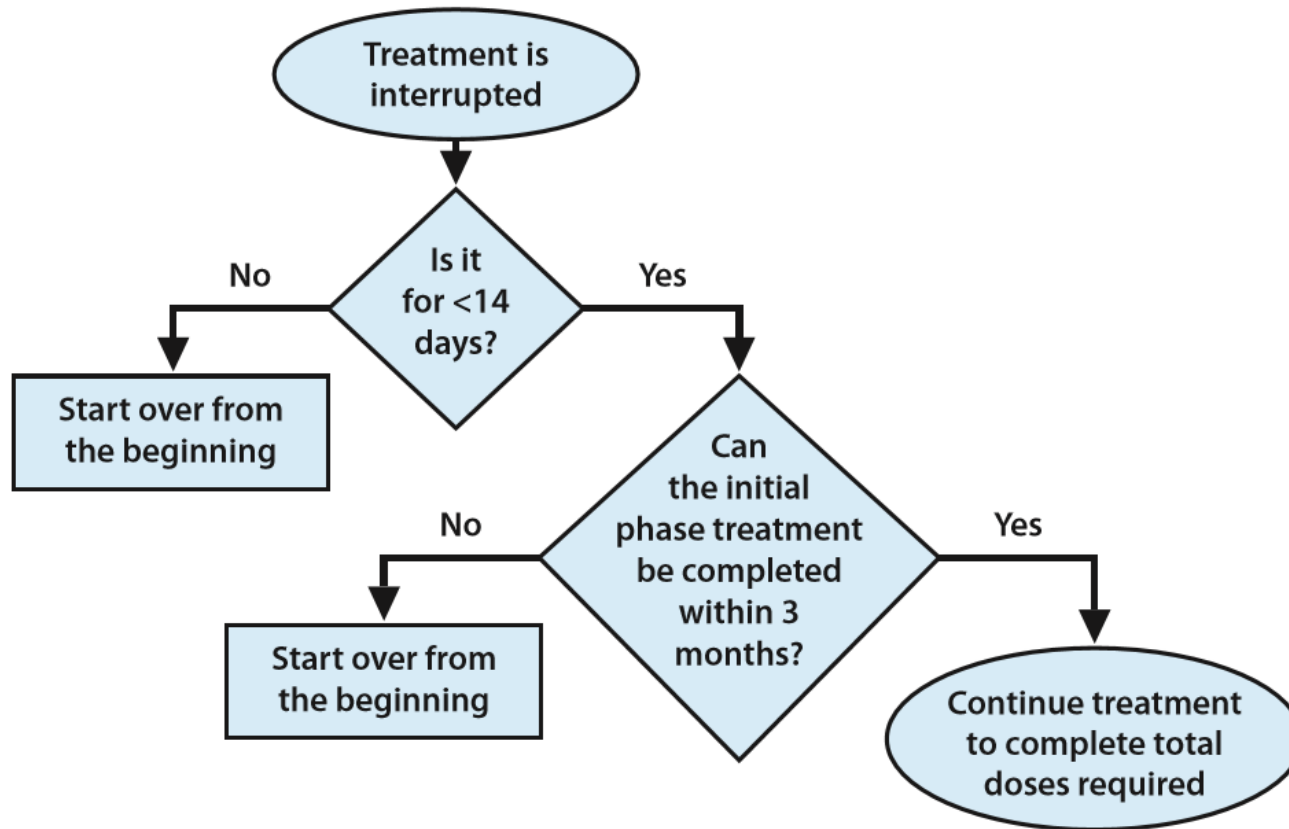 Treatment is
interrupted
Is it
for <14
days?
No
Yes
Start over from
the beginning
Can
the initial
phase treatment
be completed
within 3
months?
No
Yes
Start over from
the beginning
Continue treatment
to complete total
doses required